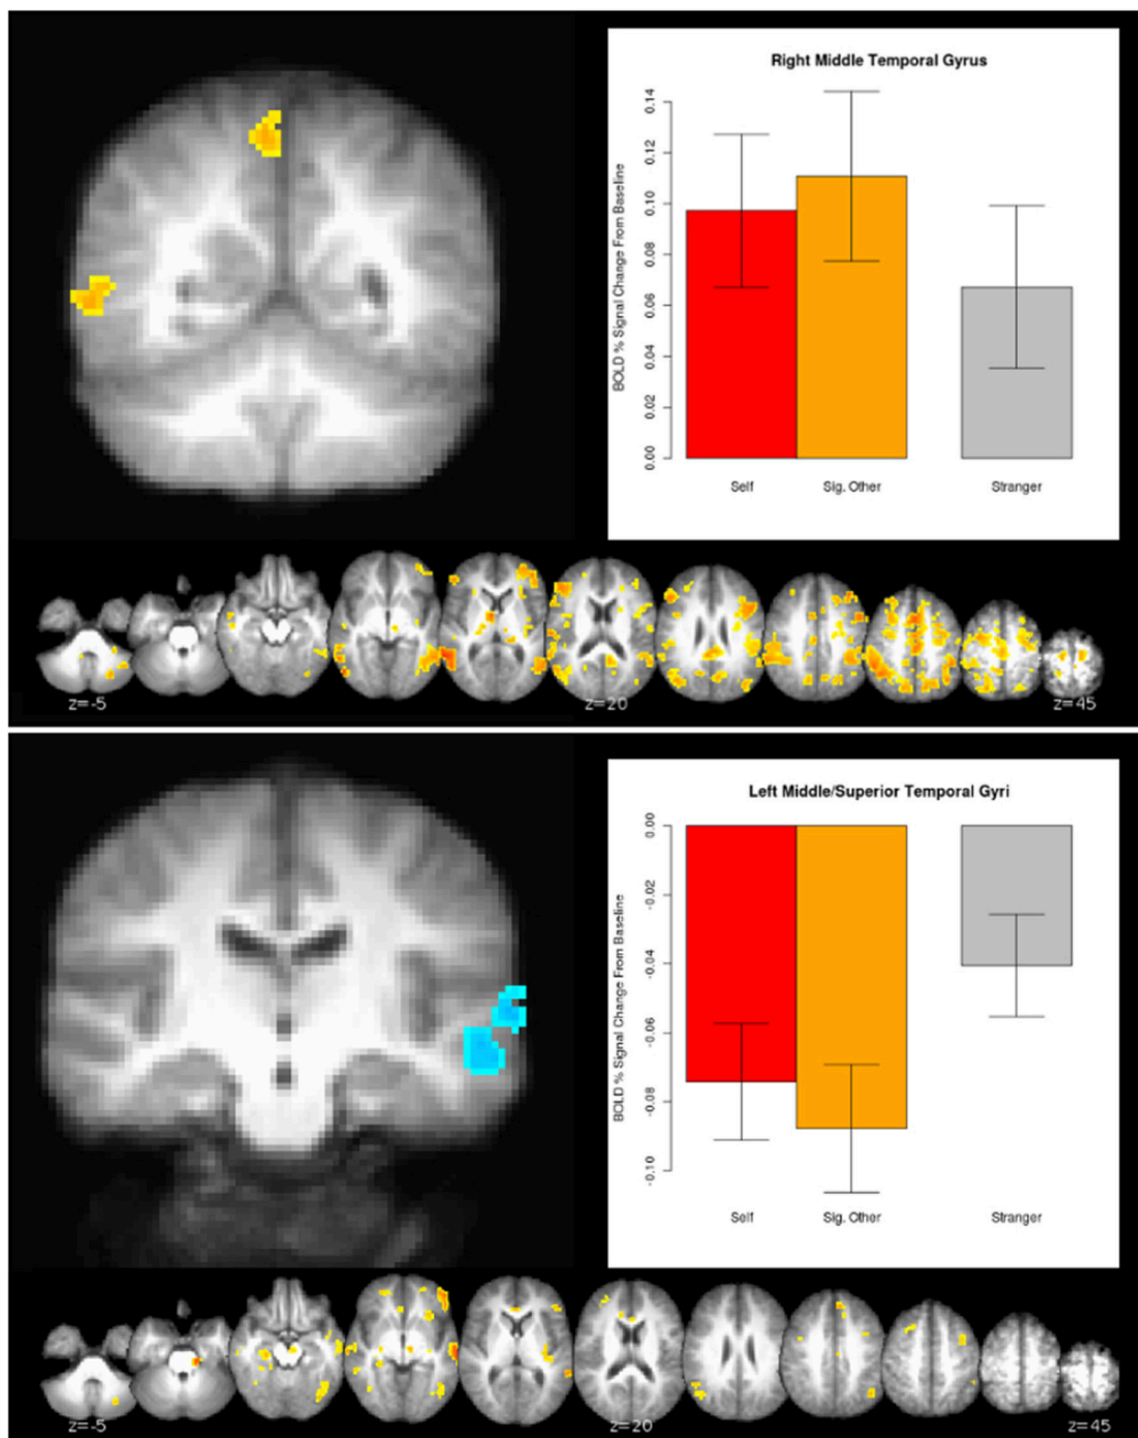 Right Middle Temporal Gyrus
BOLD % Signal Change From Baseline
0.14
0.12
0.10
0.08
0.06
0.04
0.02
0.00
Self Sig. Other Stranger
z=-5 z=20 z=45
Left Middle/Superior Temporal Gyri
BOLD % Signal Change From Baseline
-0.00
-0.02
-0.04
-0.06
-0.08
-0.10
Self Sig. Other Stranger
z=-5 z=20 z=45